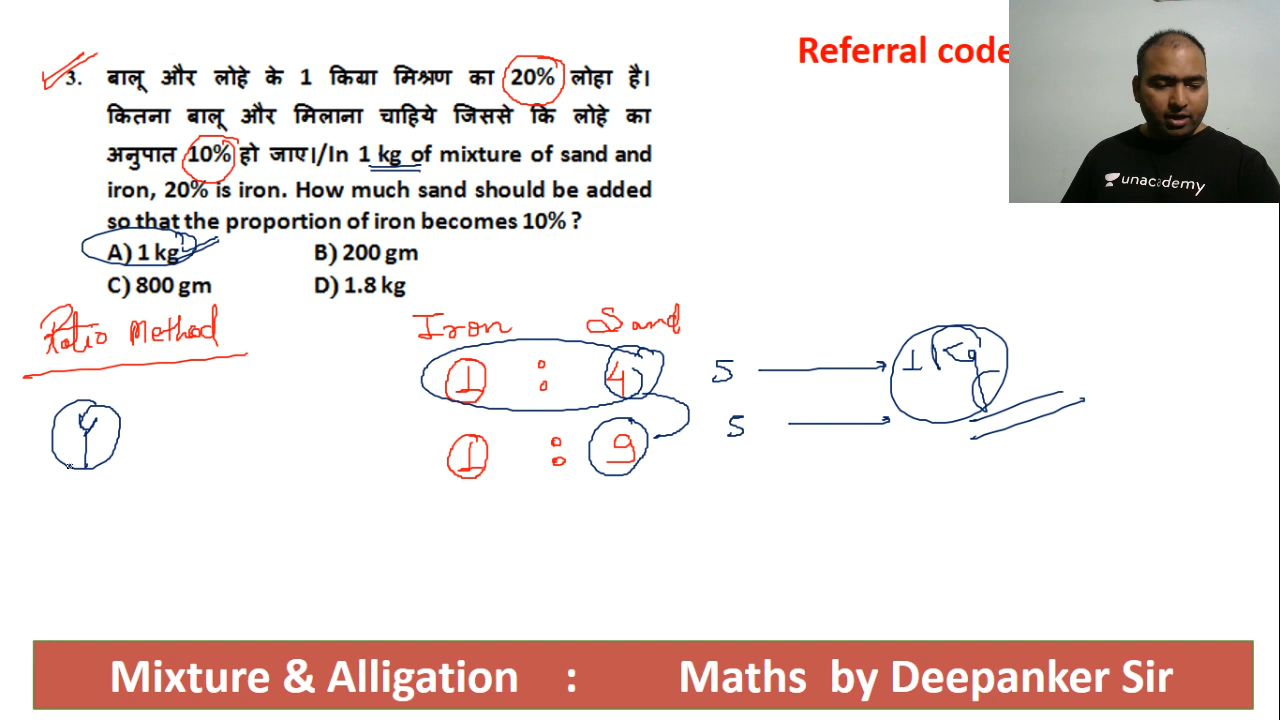 Referral code
3. बालू और लोहे के 1 किग्रा मिश्रण का 20% लोहा है।
कितना बालू और मिलाना चाहिये जिससे कि लोहे का
अनुपात 10% हो जाए।/In 1 kg of mixture of sand and
iron, 20% is iron. How much sand should be added
so that the proportion of iron becomes 10% ?
A) 1 kg B) 200 gm
C) 800 gm D) 1.8 kg
unacademy
Ratio Method
Iron Sand
1 : 4 5 1 Kg
1 : 9 5
Mixture & Alligation : Maths by Deepanker Sir